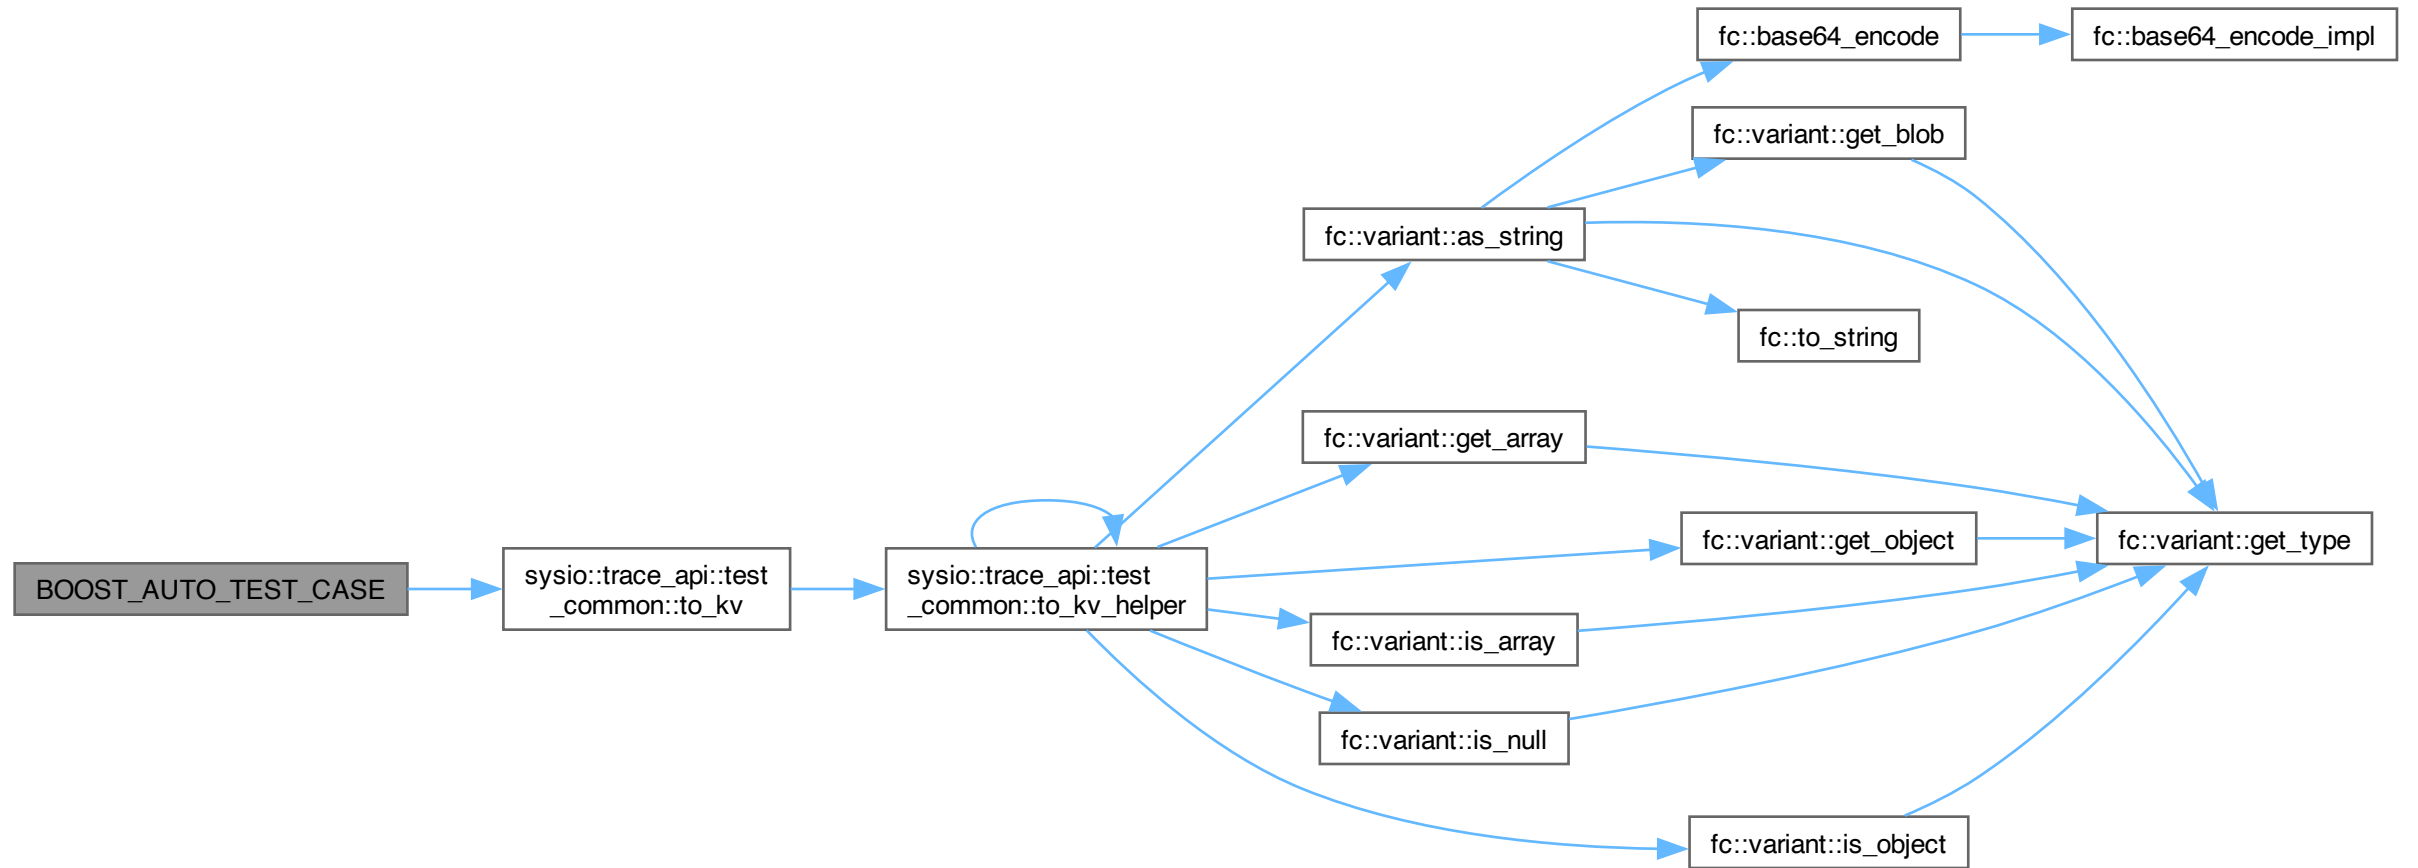 BOOST_AUTO_TEST_CASE
sysio::trace_api::test
_common::to_kv
sysio::trace_api::test
_common::to_kv_helper
fc::variant::as_string
fc::base64_encode
fc::base64_encode_impl
fc::variant::get_blob
fc::to_string
fc::variant::get_array
fc::variant::get_object
fc::variant::get_type
fc::variant::is_array
fc::variant::is_null
fc::variant::is_object